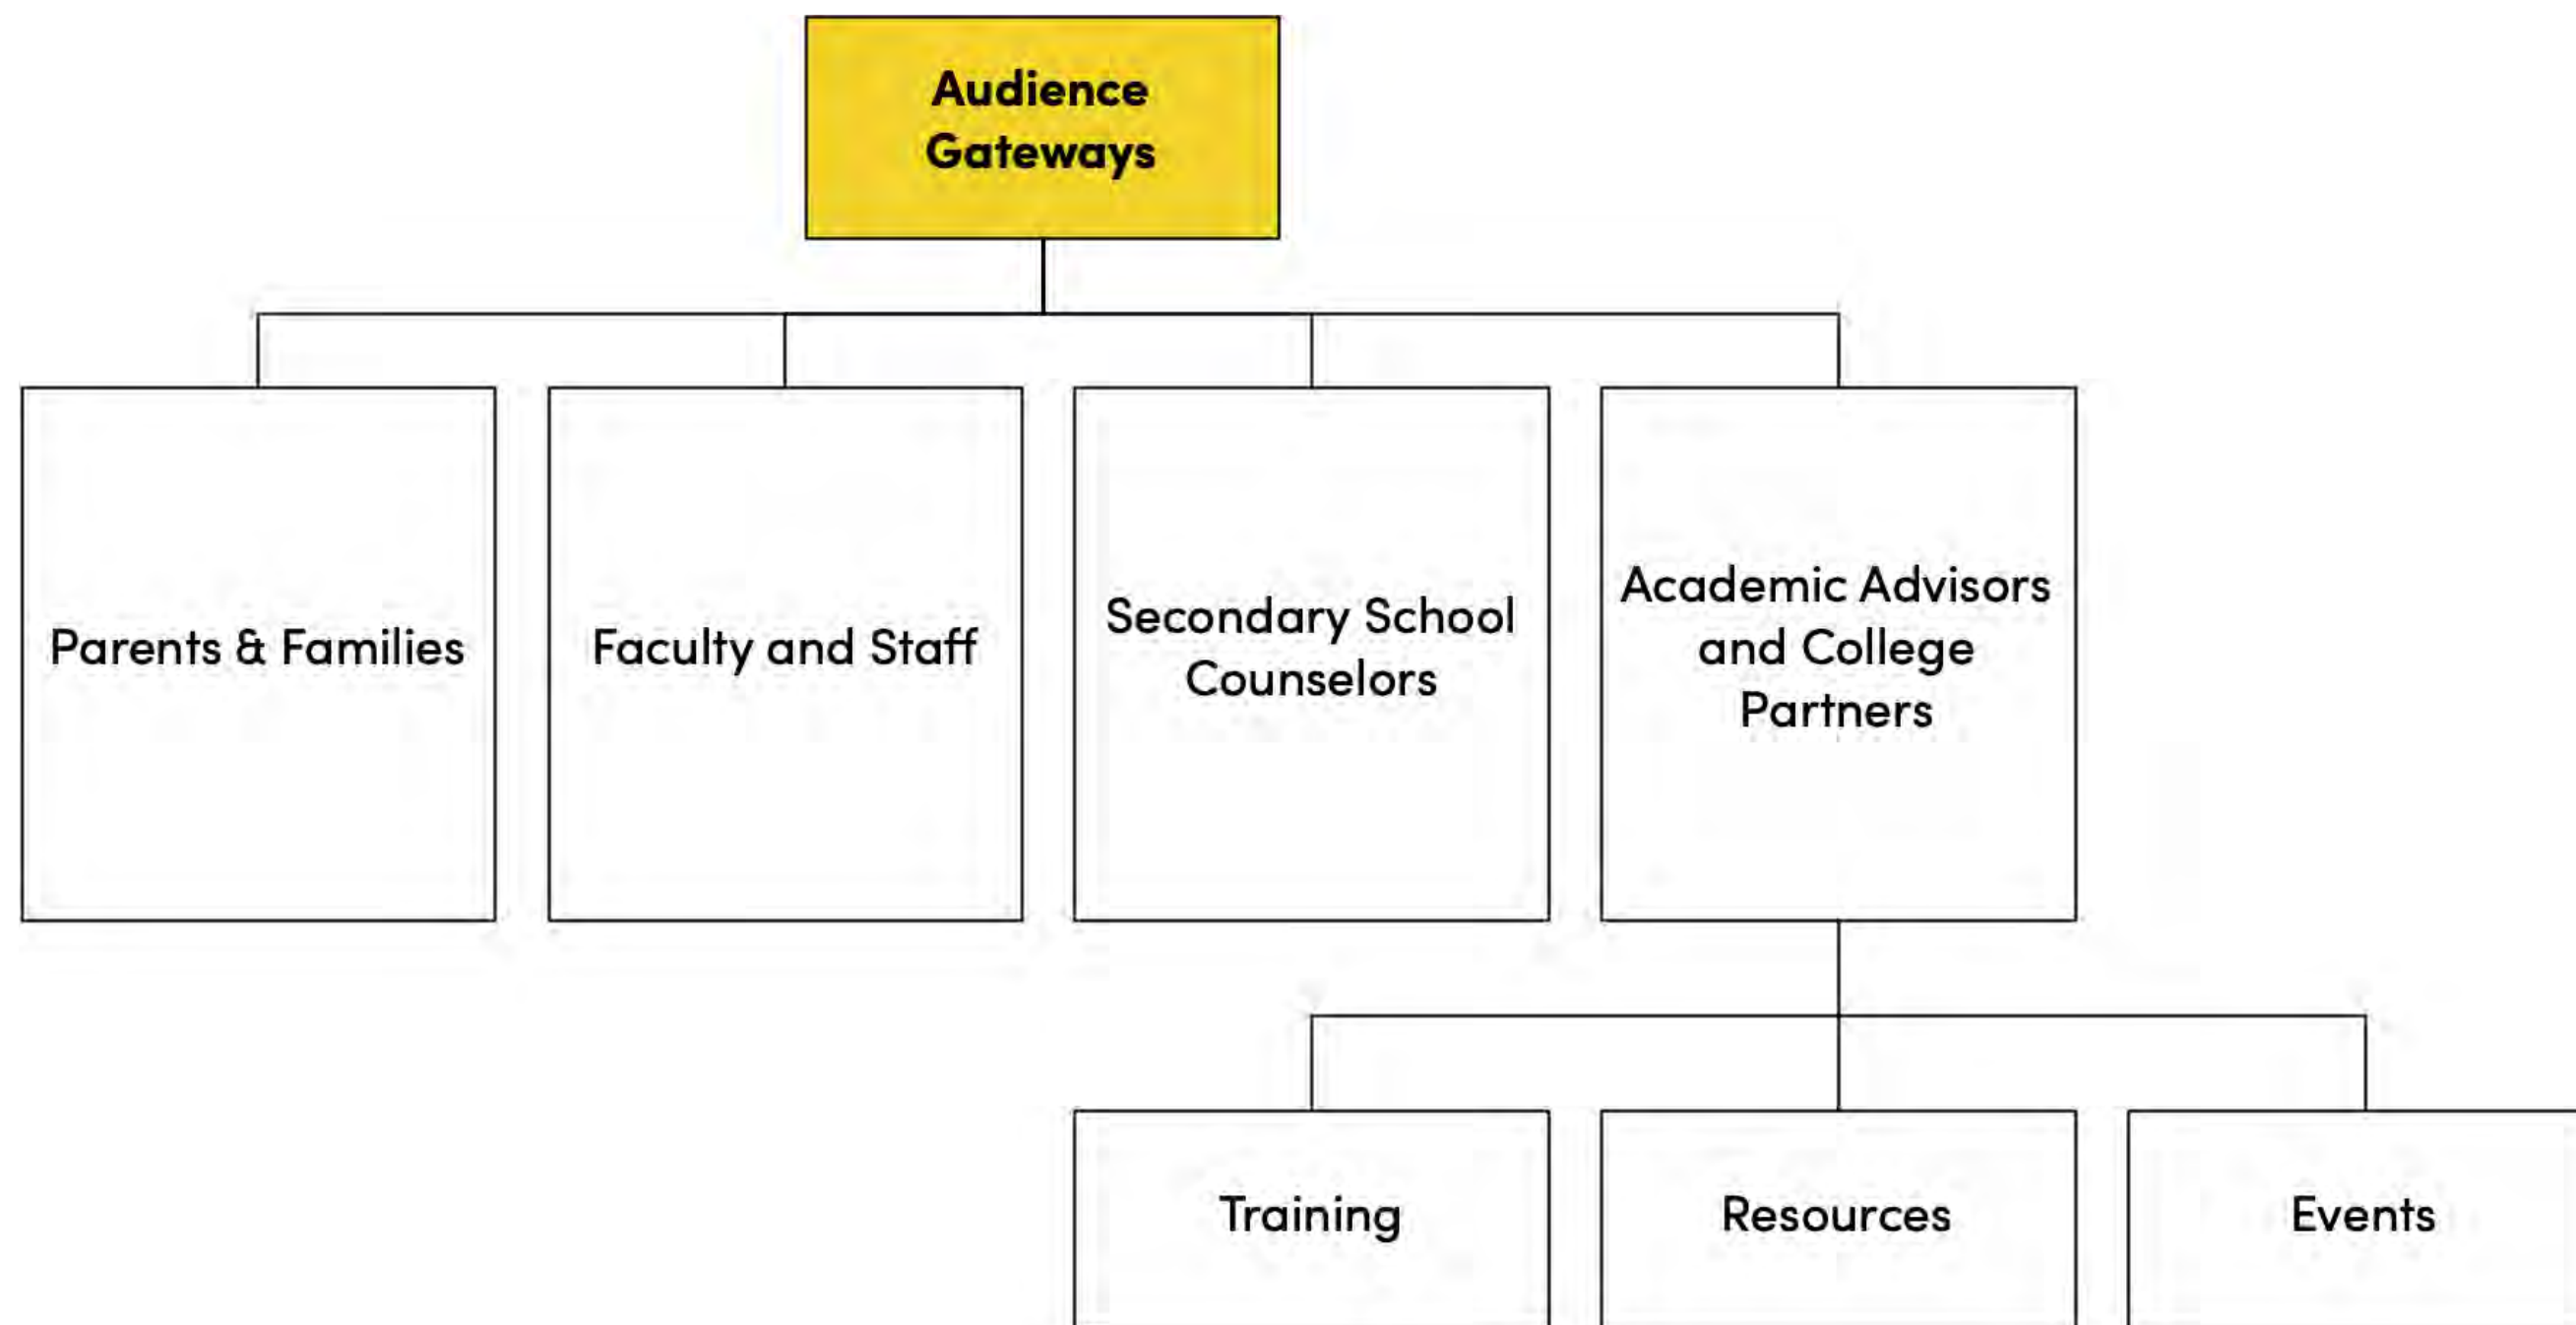 Audience
Gateways
Parents & Families
Faculty and Staff
Secondary School
Counselors
Academic Advisors
and College
Partners
Training
Resources
Events